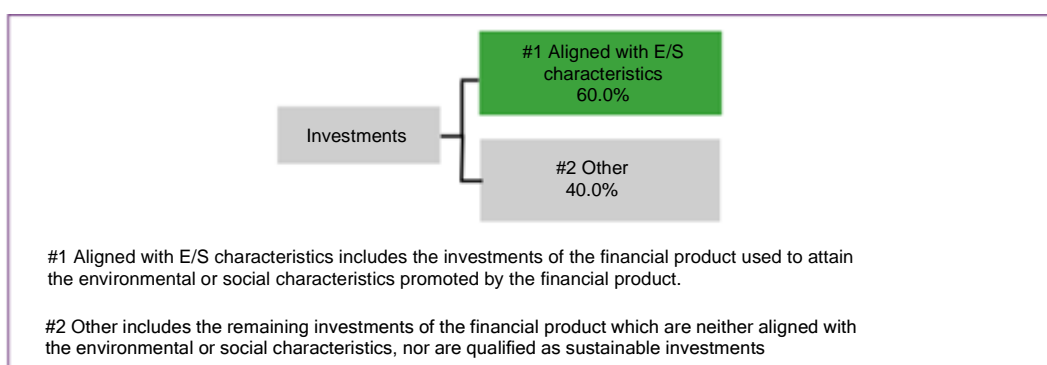 #1 Aligned with E/S
characteristics
60.0%
Investments
#2 Other
40.0%
#1 Aligned with E/S characteristics includes the investments of the financial product used to attain
the environmental or social characteristics promoted by the financial product.
#2 Other includes the remaining investments of the financial product which are neither aligned with
the environmental or social characteristics, nor are qualified as sustainable investments